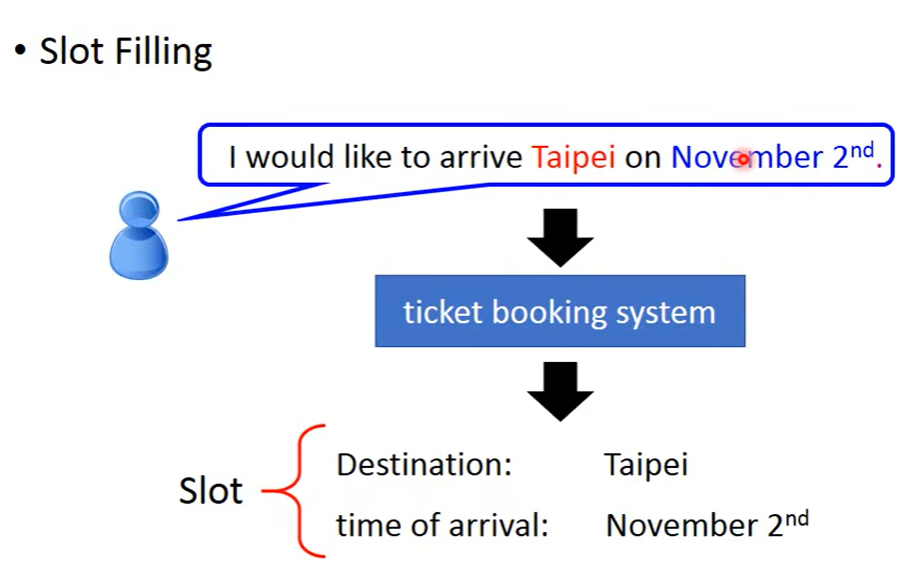 • Slot Filling
I would like to arrive Taipei on November 2nd.
ticket booking system
Slot
Destination: Taipei
time of arrival: November 2nd